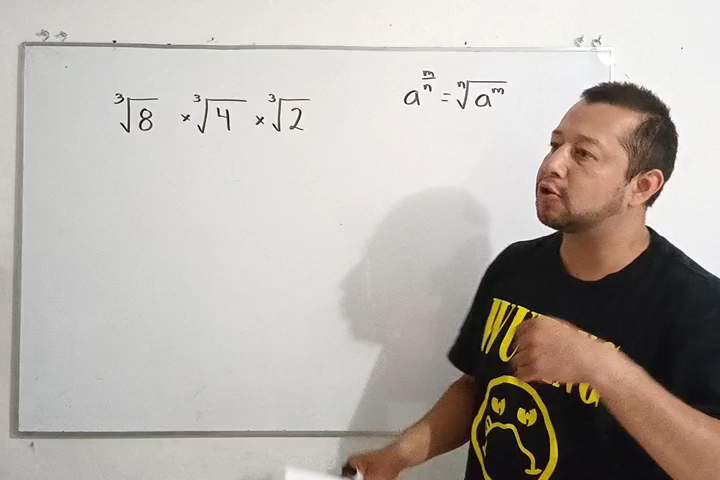 ∛8 × ∛4 × ∛2
a^(m/n) = ⁿ√(a^m)